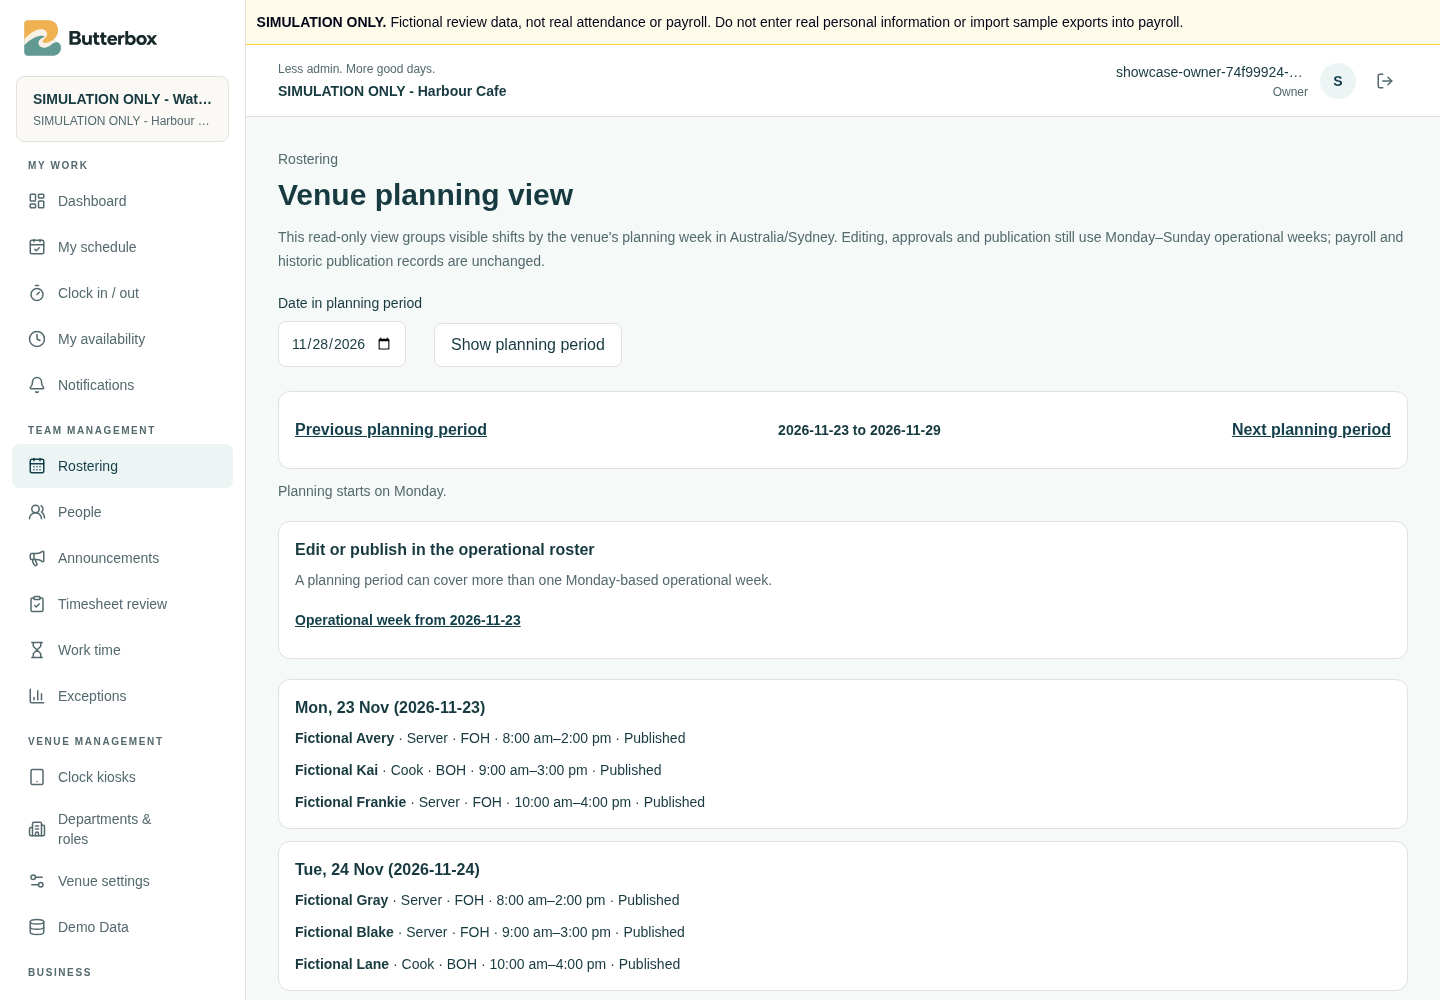 Butterbox
SIMULATION ONLY - Wat…
SIMULATION ONLY - Harbour …
MY WORK
Dashboard
My schedule
Clock in / out
My availability
Notifications
TEAM MANAGEMENT
Rostering
People
Announcements
Timesheet review
Work time
Exceptions
VENUE MANAGEMENT
Clock kiosks
Departments &
roles
Venue settings
Demo Data
BUSINESS
SIMULATION ONLY. Fictional review data, not real attendance or payroll. Do not enter real personal information or import sample exports into payroll.
Less admin. More good days.
SIMULATION ONLY - Harbour Cafe
showcase-owner-74f99924-…
Owner
S
Rostering
Venue planning view
This read-only view groups visible shifts by the venue's planning week in Australia/Sydney. Editing, approvals and publication still use Monday–Sunday operational weeks; payroll and
historic publication records are unchanged.
Date in planning period
11/28/2026
Show planning period
Previous planning period
2026-11-23 to 2026-11-29
Next planning period
Planning starts on Monday.
Edit or publish in the operational roster
A planning period can cover more than one Monday-based operational week.
Operational week from 2026-11-23
Mon, 23 Nov (2026-11-23)
Fictional Avery · Server · FOH · 8:00 am–2:00 pm · Published
Fictional Kai · Cook · BOH · 9:00 am–3:00 pm · Published
Fictional Frankie · Server · FOH · 10:00 am–4:00 pm · Published
Tue, 24 Nov (2026-11-24)
Fictional Gray · Server · FOH · 8:00 am–2:00 pm · Published
Fictional Blake · Server · FOH · 9:00 am–3:00 pm · Published
Fictional Lane · Cook · BOH · 10:00 am–4:00 pm · Published